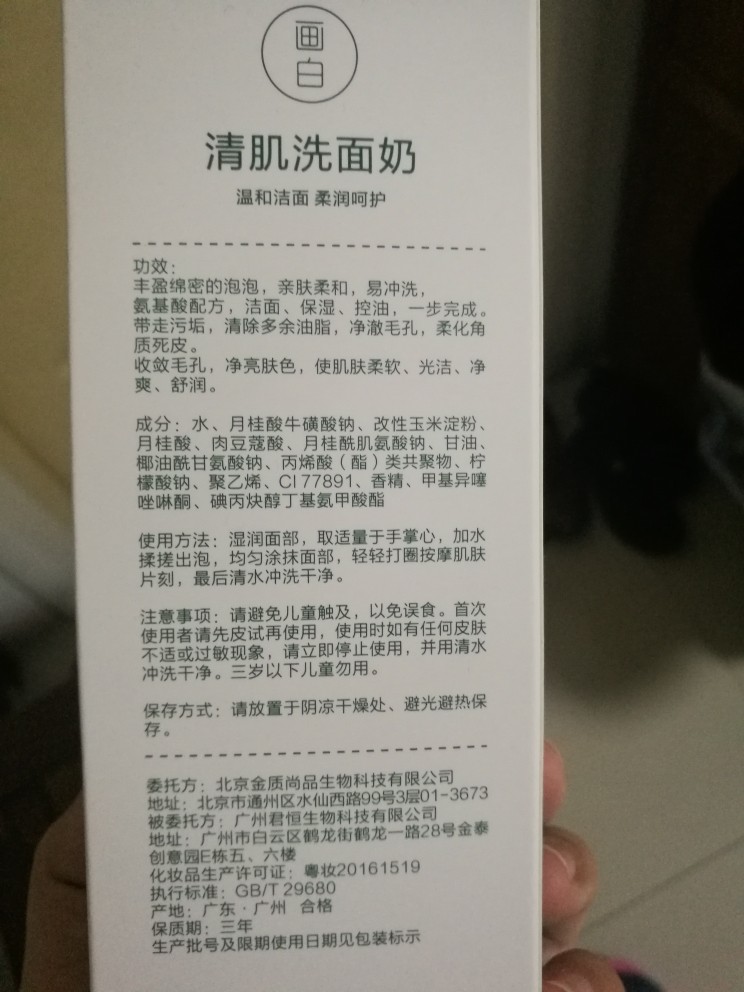 画
白
清肌洗面奶
温和洁面 柔润呵护
功效：
丰盈绵密的泡泡，亲肤柔和，易冲洗，
氨基酸配方，洁面、保湿、控油，一步完成。
带走污垢，清除多余油脂，净澈毛孔，柔化角
质死皮。
收敛毛孔，净亮肤色，使肌肤柔软、光洁、净
爽、舒润。
成分：水、月桂酸牛磺酸钠、改性玉米淀粉、
月桂酸、肉豆蔻酸、月桂酰肌氨酸钠、甘油、
椰油酰甘氨酸钠、丙烯酸（酯）类共聚物、柠
檬酸钠、聚乙烯、CI 77891、香精、甲基异噻
唑啉酮、碘丙炔醇丁基氨甲酸酯
使用方法：湿润面部，取适量于手掌心，加水
揉搓出泡，均匀涂抹面部，轻轻打圈按摩肌肤
片刻，最后清水冲洗干净。
注意事项：请避免儿童触及，以免误食。首次
使用者请先皮试再使用，使用时如有任何皮肤
不适或过敏现象，请立即停止使用，并用清水
冲洗干净。三岁以下儿童勿用。
保存方式：请放置于阴凉干燥处、避光避热保
存。
委托方：北京金质尚品生物科技有限公司
地址：北京市通州区水仙西路99号3层01-3673
被委托方：广州君恒生物科技有限公司
地址：广州市白云区鹤龙街鹤龙一路28号金泰
创意园E栋五、六楼
化妆品生产许可证：粤妆20161519
执行标准：GB/T 29680
产地：广东·广州 合格
保质期：三年
生产批号及限期使用日期见包装标示